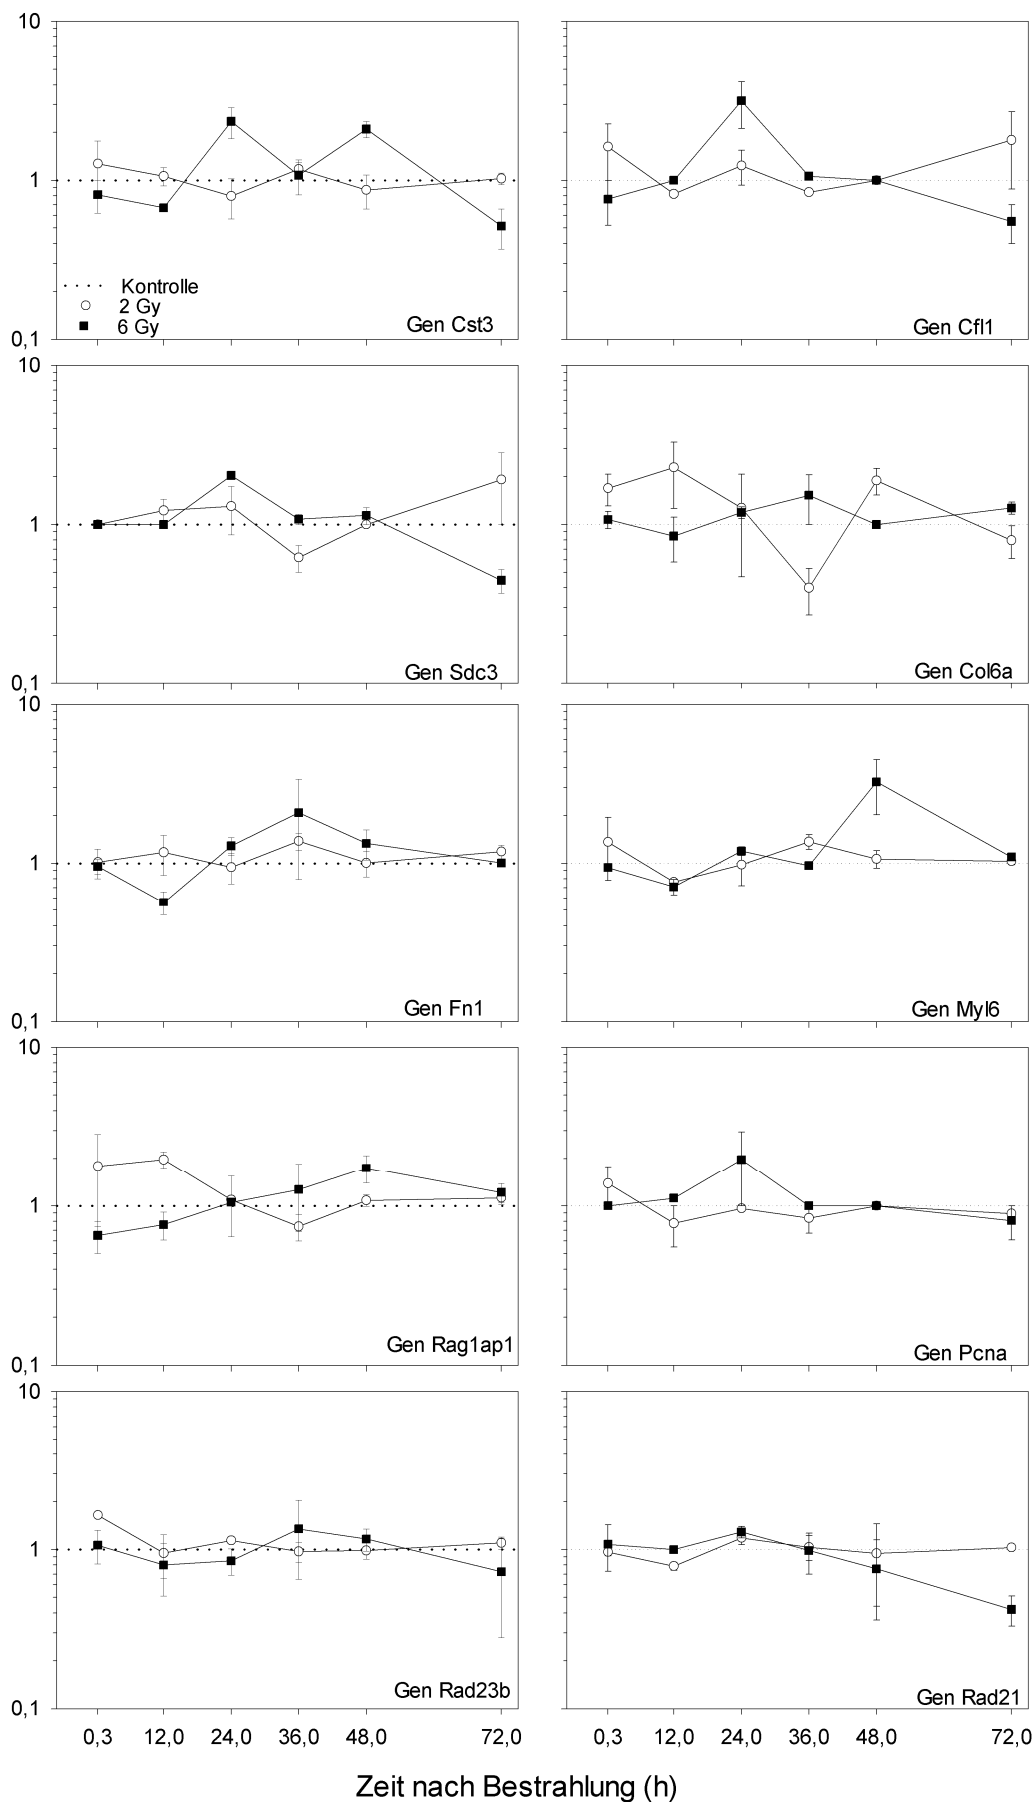 10
1
0,1
Kontrolle
2 Gy
6 Gy
Gen Cst3
Gen Cfl1
10
1
0,1
Gen Sdc3
Gen Col6a
10
1
0,1
Gen Fn1
Gen Myl6
10
1
0,1
Gen Rag1ap1
Gen Pcna
10
1
0,1
Gen Rad23b
Gen Rad21
0,3 12,0 24,0 36,0 48,0 72,0
0,3 12,0 24,0 36,0 48,0 72,0
Zeit nach Bestrahlung (h)